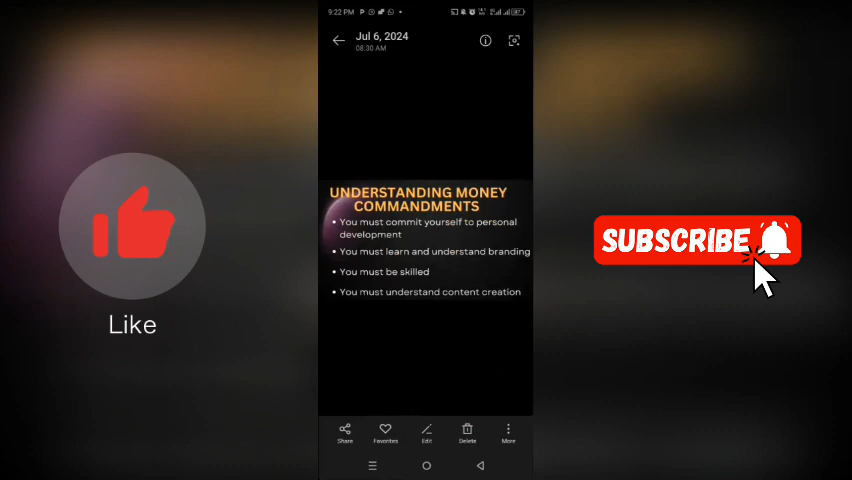 9:22 PM
Jul 6, 2024
08:30 AM
UNDERSTANDING MONEY
COMMANDMENTS
• You must commit yourself to personal
development
• You must learn and understand branding
• You must be skilled
• You must understand content creation
Like
SUBSCRIBE
Share Favorites Edit Delete More